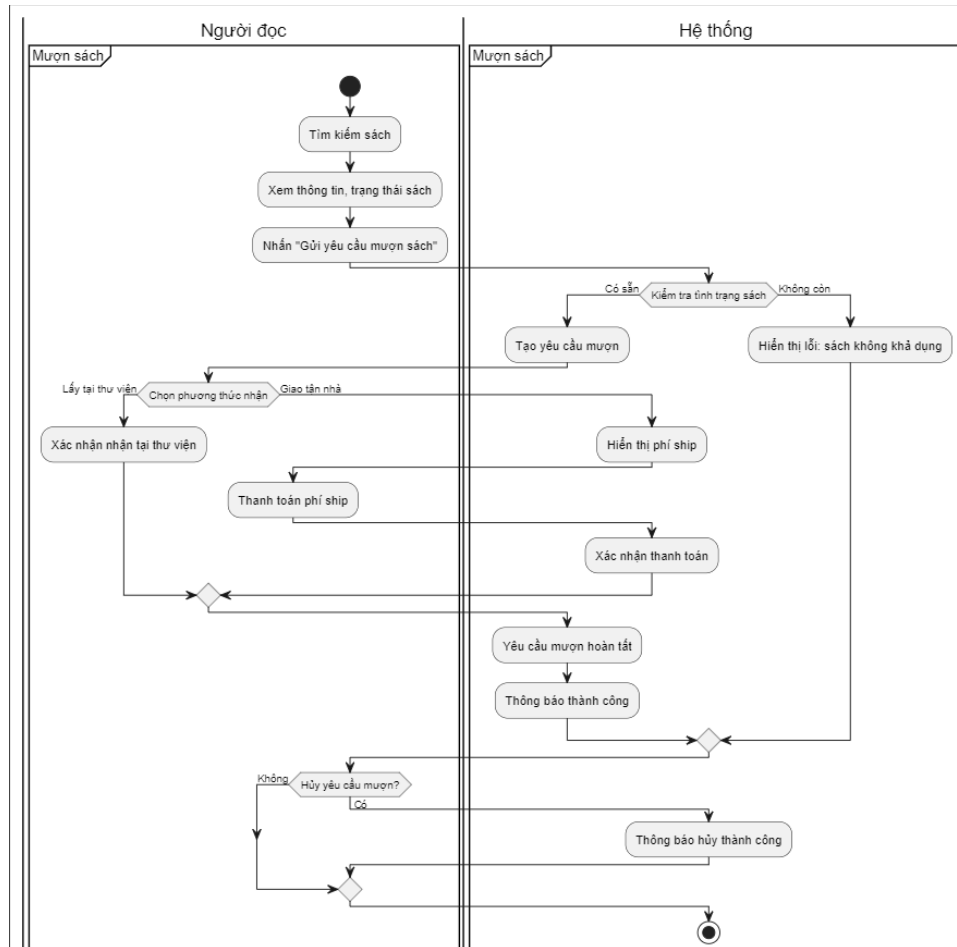 Người đọc
Hệ thống
Mượn sách
Mượn sách
Tìm kiếm sách
Xem thông tin, trạng thái sách
Nhấn "Gửi yêu cầu mượn sách"
Có sẵn
Kiểm tra tình trạng sách
Không còn
Tạo yêu cầu mượn
Hiển thị lỗi: sách không khả dụng
Lấy tại thư viện
Chọn phương thức nhận
Giao tận nhà
Xác nhận nhận tại thư viện
Hiển thị phí ship
Thanh toán phí ship
Xác nhận thanh toán
Yêu cầu mượn hoàn tất
Thông báo thành công
Không
Hủy yêu cầu mượn?
Có
Thông báo hủy thành công